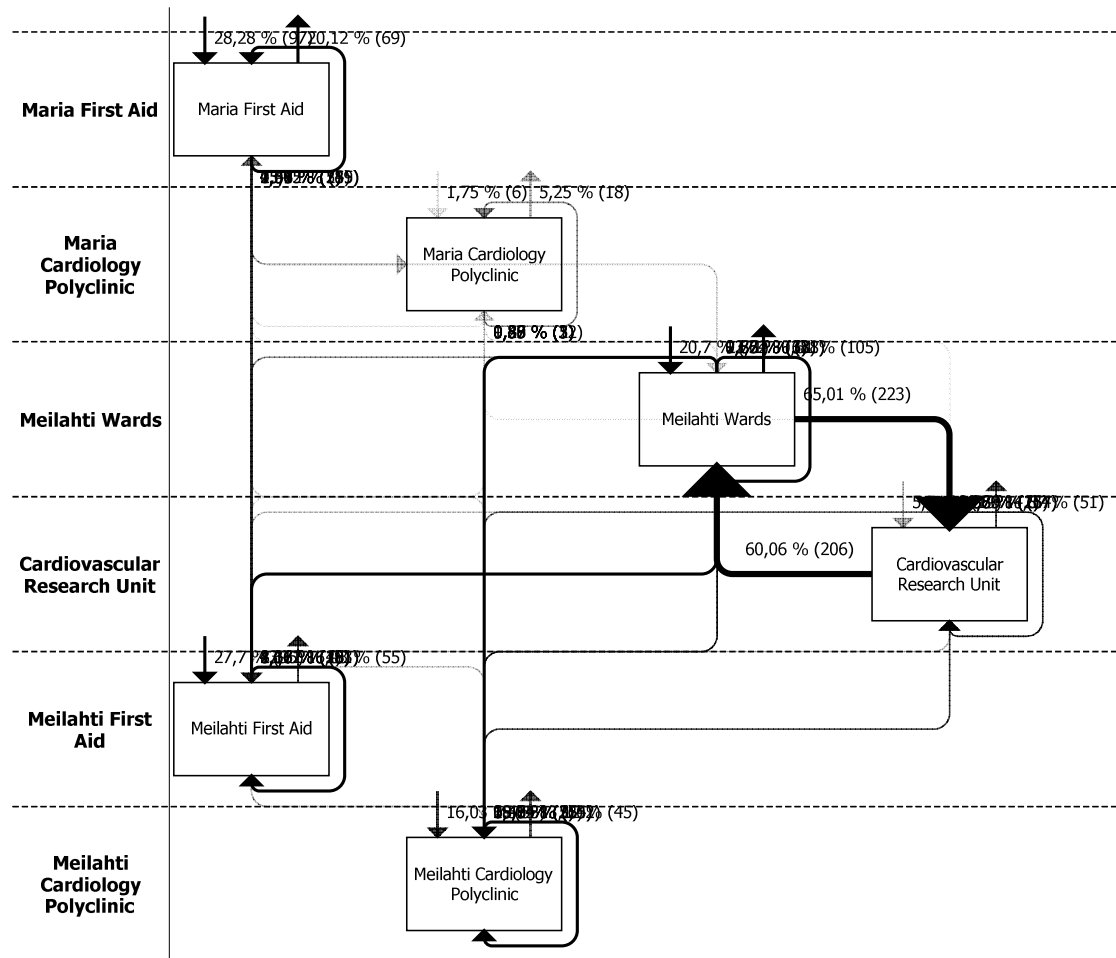 28,28 % (97)
20,12 % (69)
Maria First Aid
Maria First Aid
1,75 % (6)
5,25 % (18)
Maria
Cardiology
Polyclinic
Maria Cardiology
Polyclinic
20,7 %
(105)
65,01 % (223)
Meilahti Wards
Meilahti Wards
(51)
60,06 % (206)
Cardiovascular
Research Unit
Cardiovascular
Research Unit
27,7
% (55)
Meilahti First
Aid
Meilahti First Aid
16,03
% (45)
Meilahti
Cardiology
Polyclinic
Meilahti Cardiology
Polyclinic